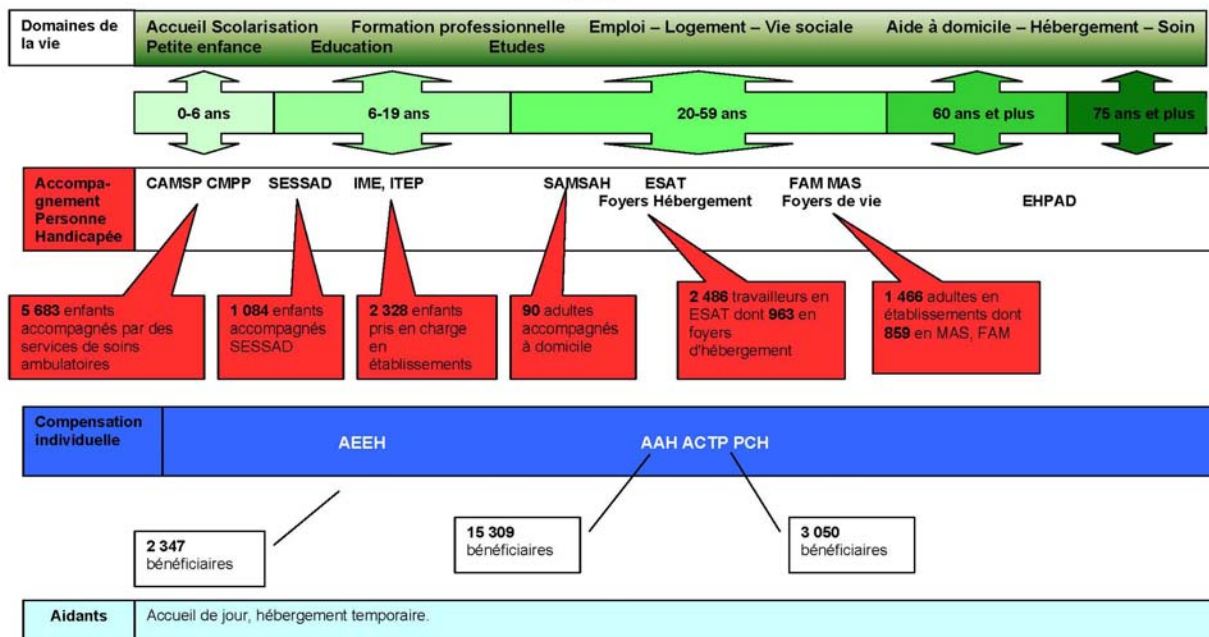 Domaines de
la vie
Accueil Scolarisation Formation professionnelle Emploi – Logement – Vie sociale Aide à domicile – Hébergement – Soin
Petite enfance Education Etudes
0-6 ans
6-19 ans
20-59 ans
60 ans et plus
75 ans et plus
Accompa-
gnement
Personne
Handicapée
CAMSP CMPP
SESSAD
IME, ITEP
SAMSAH
ESAT
Foyers Hébergement
FAM MAS
Foyers de vie
EHPAD
5 683 enfants
accompagnés par des
services de soins
ambulatoires
1 084 enfants
accompagnés
SESSAD
2 328 enfants
pris en charge
en
établissements
90 adultes
accompagnés
à domicile
2 486 travailleurs en
ESAT dont 963 en
foyers
d'hébergement
1 466 adultes en
établissements dont
859 en MAS, FAM
Compensation
individuelle
AEEH
AAH ACTP PCH
2 347
bénéficiaires
15 309
bénéficiaires
3 050
bénéficiaires
Aidants
Accueil de jour, hébergement temporaire.